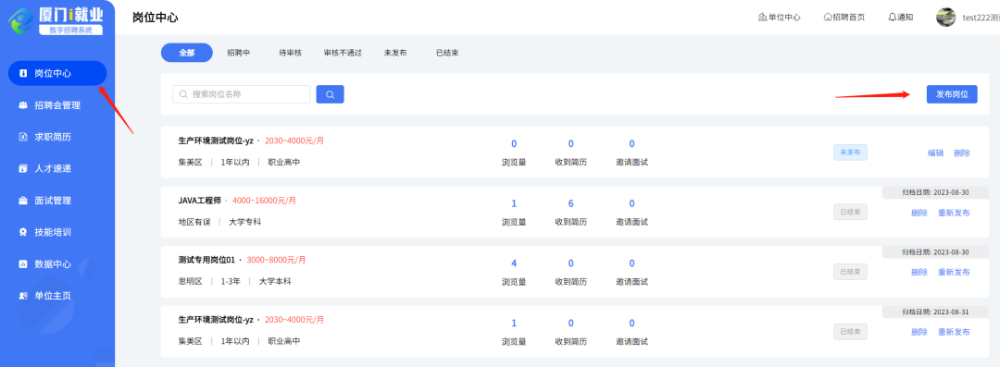 厦门i就业
数字招聘系统
岗位中心
单位中心 招聘首页 通知 test222测
岗位中心
招聘会管理
求职简历
人才速递
面试管理
技能培训
数据中心
单位主页
全部 招聘中 待审核 审核不通过 未发布 已结束
搜索岗位名称
发布岗位
生产环境测试岗位-yz · 2030~4000元/月
集美区 | 1年以内 | 职业高中
0 0 0
浏览量 收到简历 邀请面试
未发布
编辑 删除
JAVA工程师 · 4000~16000元/月
地区有误 | 大学专科
1 6 0
浏览量 收到简历 邀请面试
已结束
归档日期: 2023-08-30
删除 重新发布
测试专用岗位01 · 3000~8000元/月
思明区 | 1-3年 | 大学本科
4 0 0
浏览量 收到简历 邀请面试
已结束
归档日期: 2023-08-30
删除 重新发布
生产环境测试岗位-yz · 2030~4000元/月
集美区 | 1年以内 | 职业高中
1 0 0
浏览量 收到简历 邀请面试
已结束
归档日期: 2023-08-31
删除 重新发布